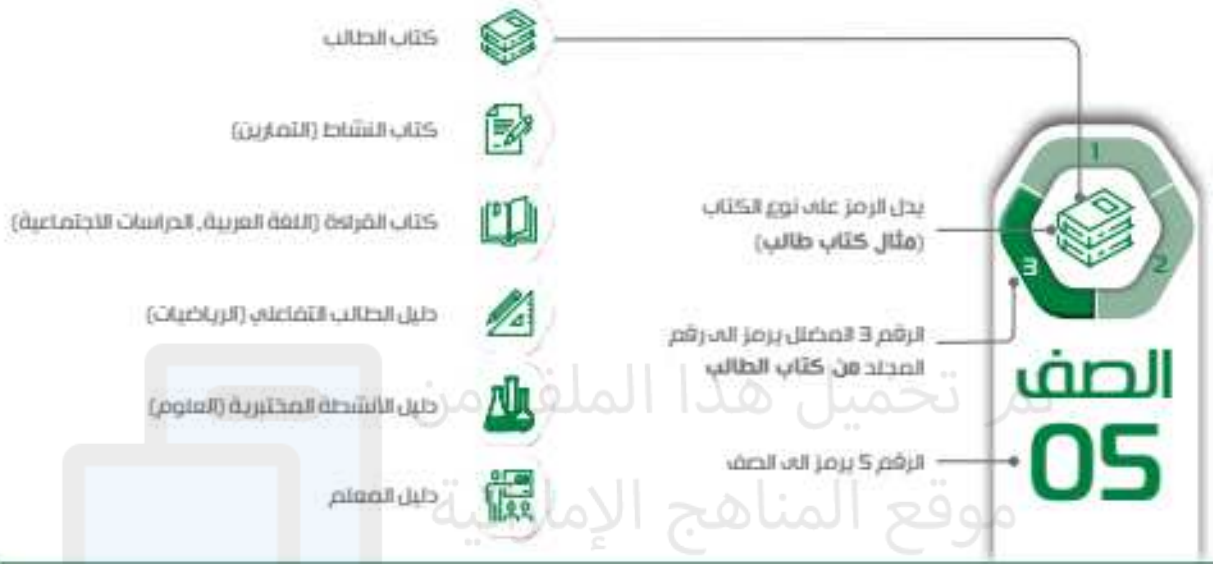 كتاب الطالب
كتاب النشاط (التمارين)
كتاب القراءة (اللغة العربية, الدراسات الاجتماعية)
دليل الطالب التفاعلي (الرياضيات)
دليل الأنشطة المختبرية (العلوم)
دليل المعلم
1
2
3
يدل الرمز على نوع الكتاب
(مثال كتاب طالب)
الرقم 3 المضلل يرمز الى رقم
المجلد من كتاب الطالب
الرقم 5 يرمز الى الصف
الصف
05
تم تحميل هذا الملف من
موقع المناهج الإماراتية